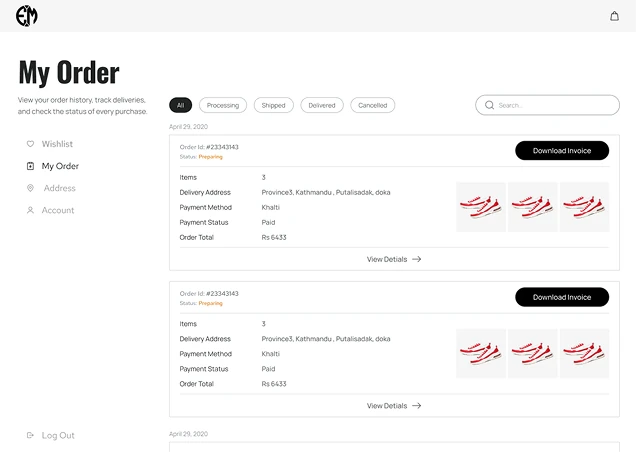 EM
My Order
View your order history, track deliveries,
and check the status of every purchase.
Wishlist
My Order
Address
Account
Log Out
All
Processing
Shipped
Delivered
Cancelled
Search..
April 29, 2020
Order Id: #23343143
Status: Preparing
Download Invoice
Items 3
Delivery Address Province3, Kathmandu , Putalisadak, doka
Payment Method Khalti
Payment Status Paid
Order Total Rs 6433
View Detials
Order Id: #23343143
Status: Preparing
Download Invoice
Items 3
Delivery Address Province3, Kathmandu , Putalisadak, doka
Payment Method Khalti
Payment Status Paid
Order Total Rs 6433
View Detials
April 29, 2020